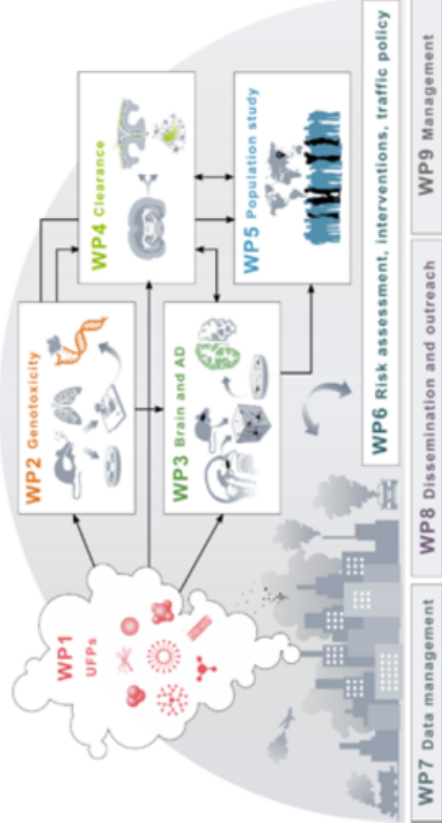 WP1
UFPs
WP2 Genotoxicity
WP4 Clearance
WP3 Brain and AD
WP5 Population study
WP6 Risk assessment, interventions, traffic policy
WP7 Data management
WP8 Dissemination and outreach
WP9 Management